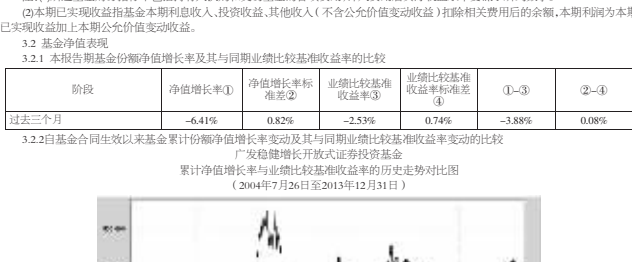 (2)本期已实现收益指基金本期利息收入、投资收益、其他收入（不含公允价值变动收益）扣除相关费用后的余额，本期利润为本期
已实现收益加上本期公允价值变动收益。
3.2 基金净值表现
3.2.1 本报告期基金份额净值增长率及其与同期业绩比较基准收益率的比较
阶段 净值增长率① 净值增长率标准差② 业绩比较基准收益率③ 业绩比较基准收益率标准差④ ①-③ ②-④
过去三个月 -6.41% 0.82% -2.53% 0.74% -3.88% 0.08%
3.2.2自基金合同生效以来基金累计份额净值增长率变动及其与同期业绩比较基准收益率变动的比较
广发稳健增长开放式证券投资基金
累计净值增长率与业绩比较基准收益率的历史走势对比图
（2004年7月26日至2013年12月31日）